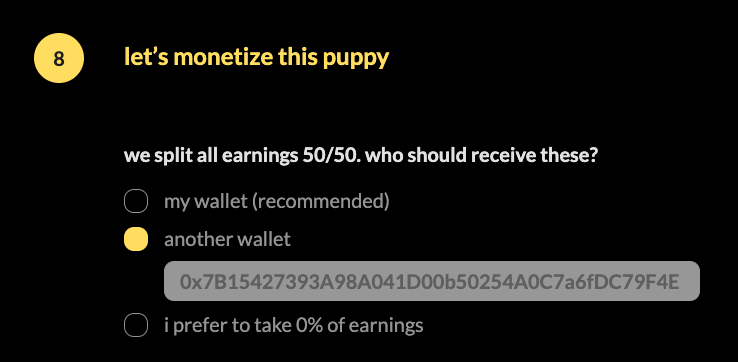 8
let's monetize this puppy
we split all earnings 50/50. who should receive these?
my wallet (recommended)
another wallet
0x7B15427393A98A041D00b50254A0C7a6fDC79F4E
i prefer to take 0% of earnings